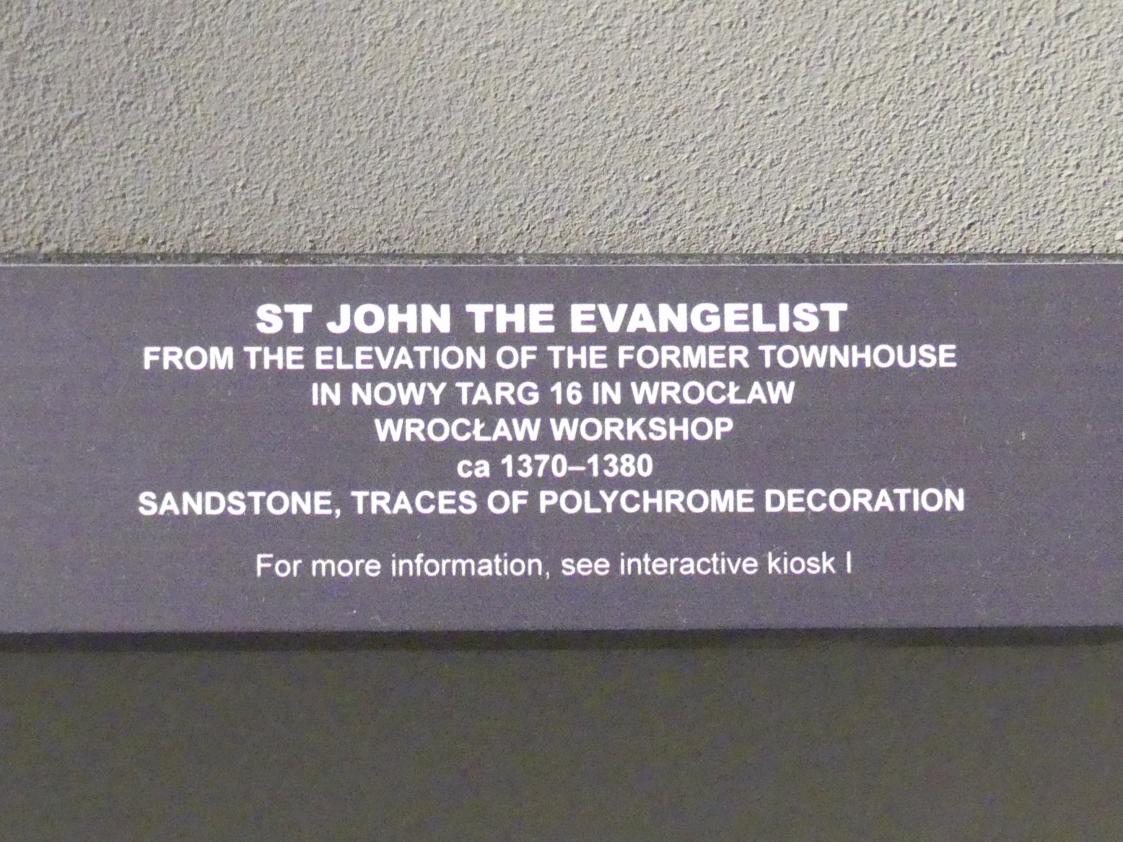 ST JOHN THE EVANGELIST
FROM THE ELEVATION OF THE FORMER TOWNHOUSE
IN NOWY TARG 16 IN WROCŁAW
WROCŁAW WORKSHOP
ca 1370–1380
SANDSTONE, TRACES OF POLYCHROME DECORATION
For more information, see interactive kiosk I